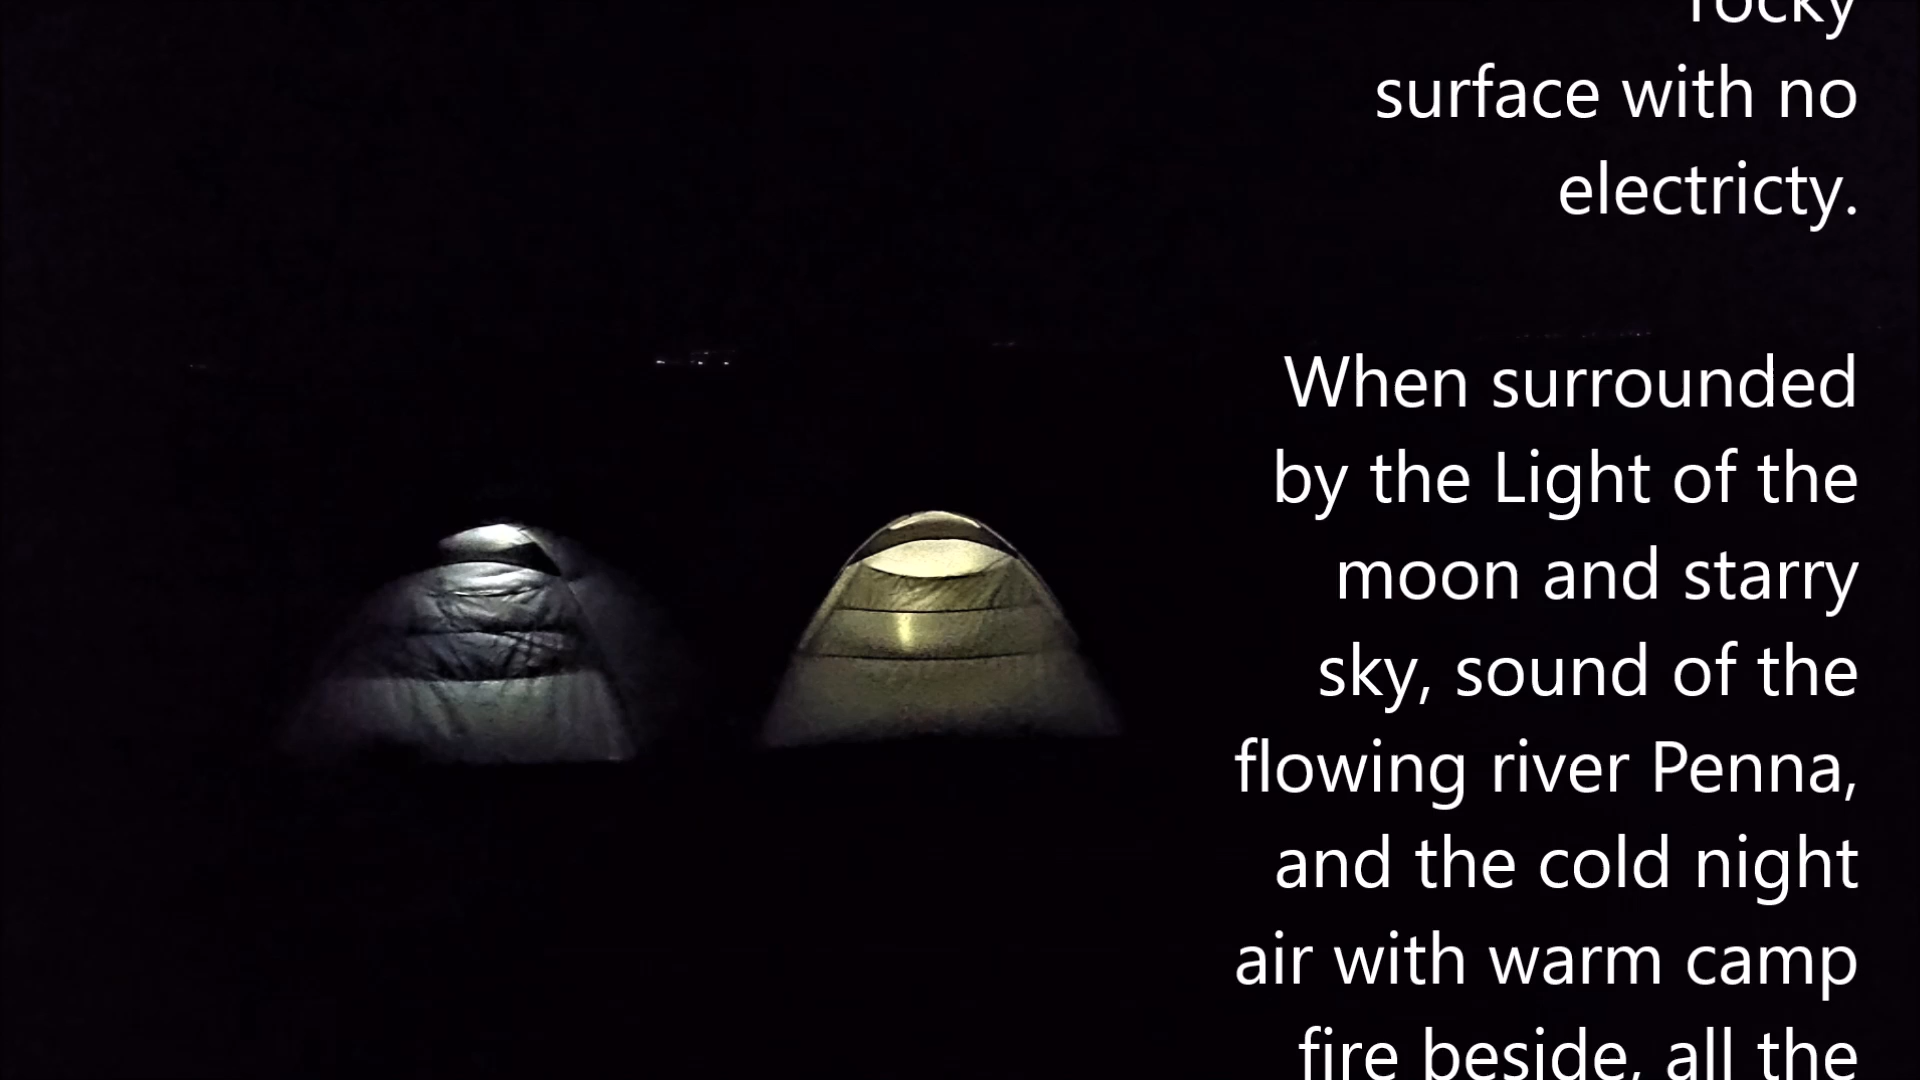 rocky
surface with no
electricty.
When surrounded
by the Light of the
moon and starry
sky, sound of the
flowing river Penna,
and the cold night
air with warm camp
fire beside, all the